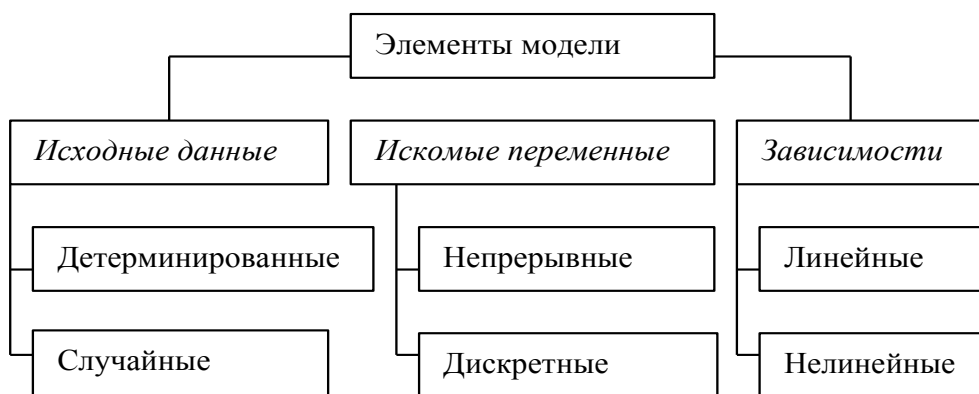 Элементы модели
Исходные данные
Искомые переменные
Зависимости
Детерминированные
Непрерывные
Линейные
Случайные
Дискретные
Нелинейные